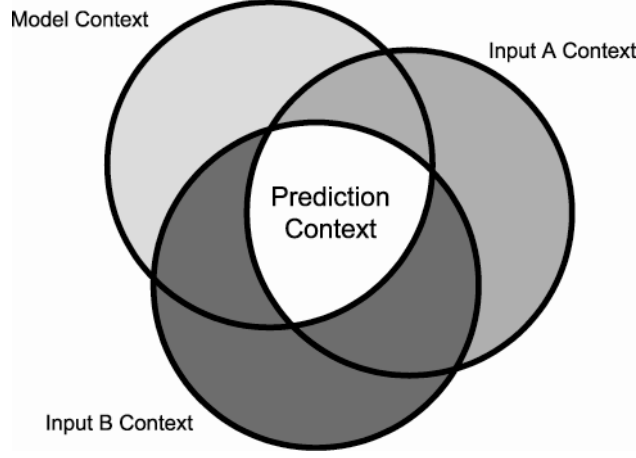 Model Context
Input A Context
Prediction
Context
Input B Context